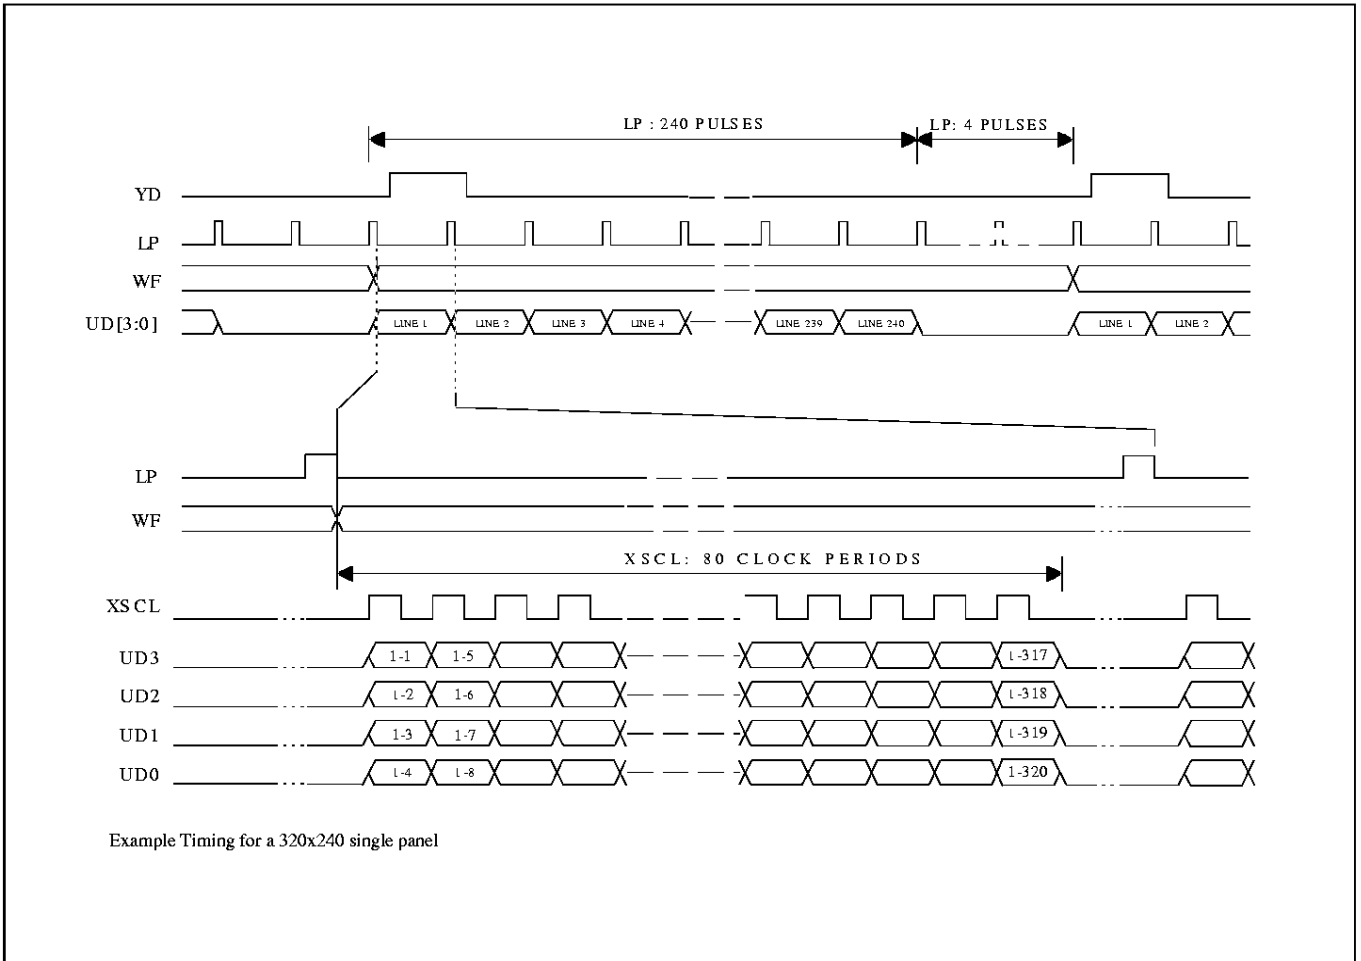 LP : 240 PULSES LP: 4 PULSES
YD
LP
WF
UD[3:0] LINE 1 LINE 2 LINE 3 LINE 4 LINE 239 LINE 240 LINE 1 LINE 2
LP
WF
XSCL: 80 CLOCK PERIODS
XSCL
UD3 1-1 1-5 1-317
UD2 1-2 1-6 1-318
UD1 1-3 1-7 1-319
UD0 1-4 1-8 1-320
Example Timing for a 320x240 single panel